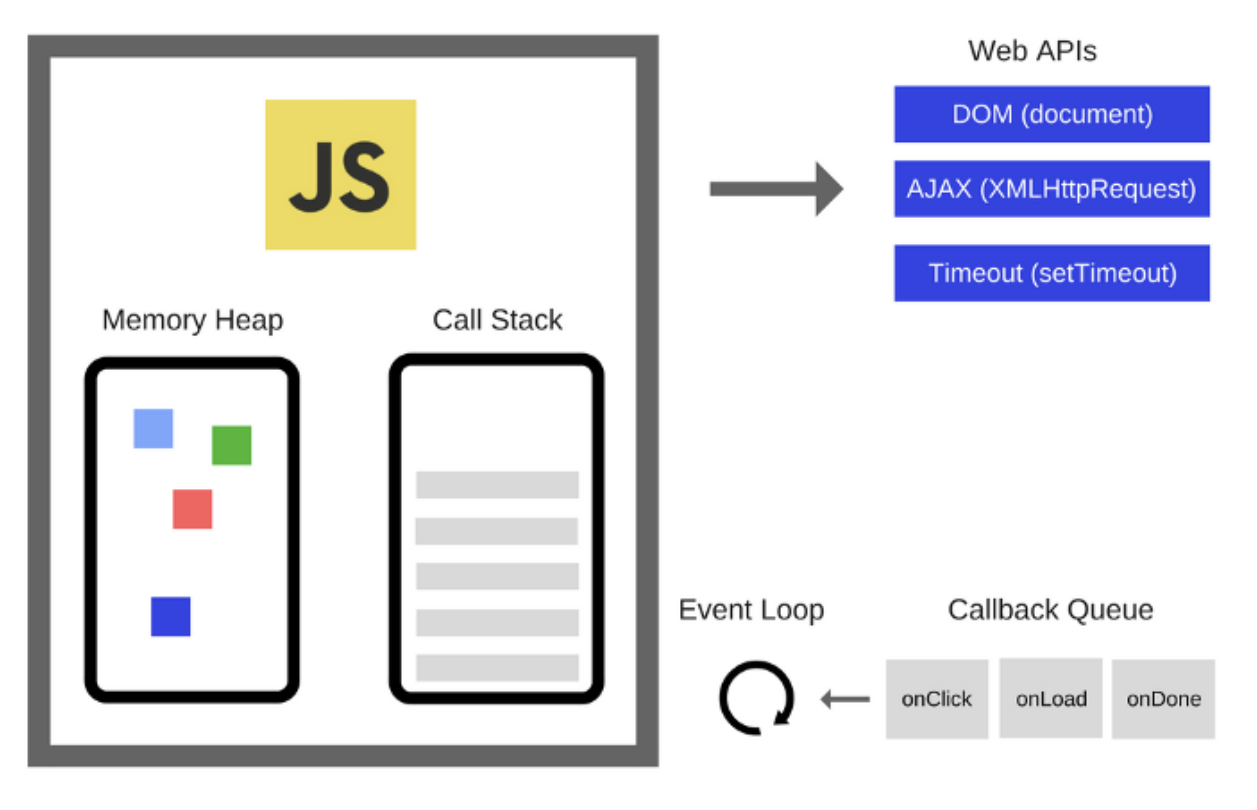 JS
Memory Heap
Call Stack
Web APIs
DOM (document)
AJAX (XMLHttpRequest)
Timeout (setTimeout)
Event Loop
Callback Queue
onClick
onLoad
onDone